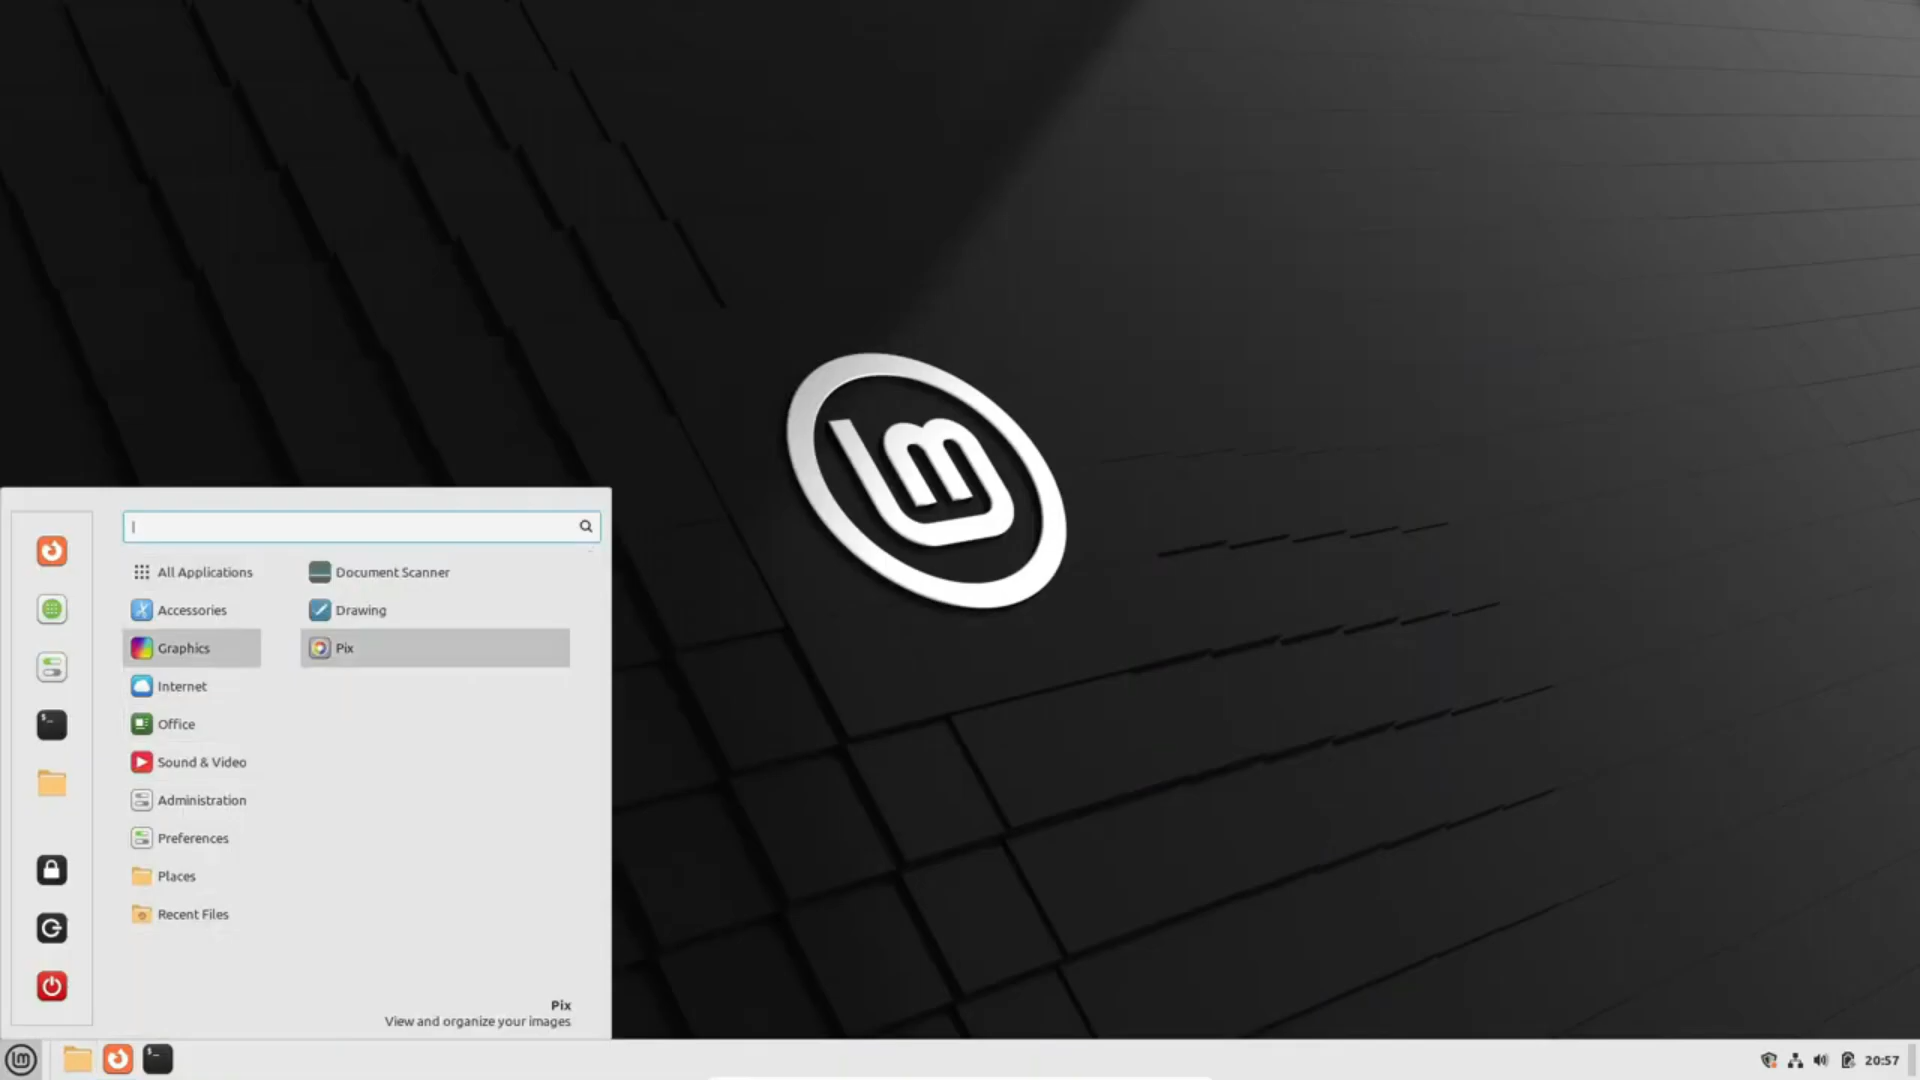 All Applications
Accessories
Graphics
Internet
Office
Sound & Video
Administration
Preferences
Places
Recent Files
Document Scanner
Drawing
Pix
Pix
View and organize your images
20:57